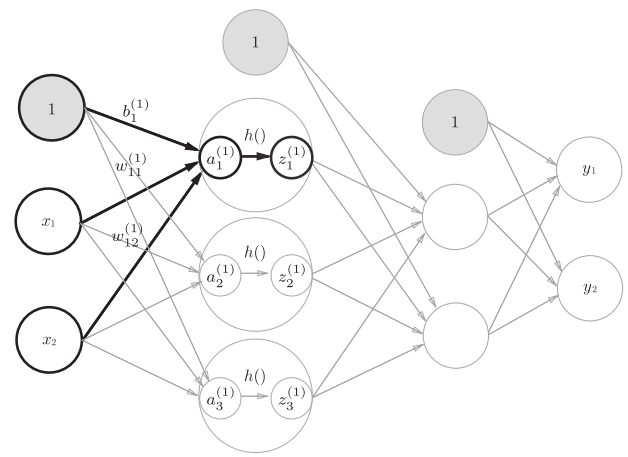 1
1
b₁⁽¹⁾
h()
1
w₁₁⁽¹⁾
a₁⁽¹⁾
z₁⁽¹⁾
y₁
x₁
w₁₂⁽¹⁾
h()
a₂⁽¹⁾
z₂⁽¹⁾
y₂
x₂
h()
a₃⁽¹⁾
z₃⁽¹⁾